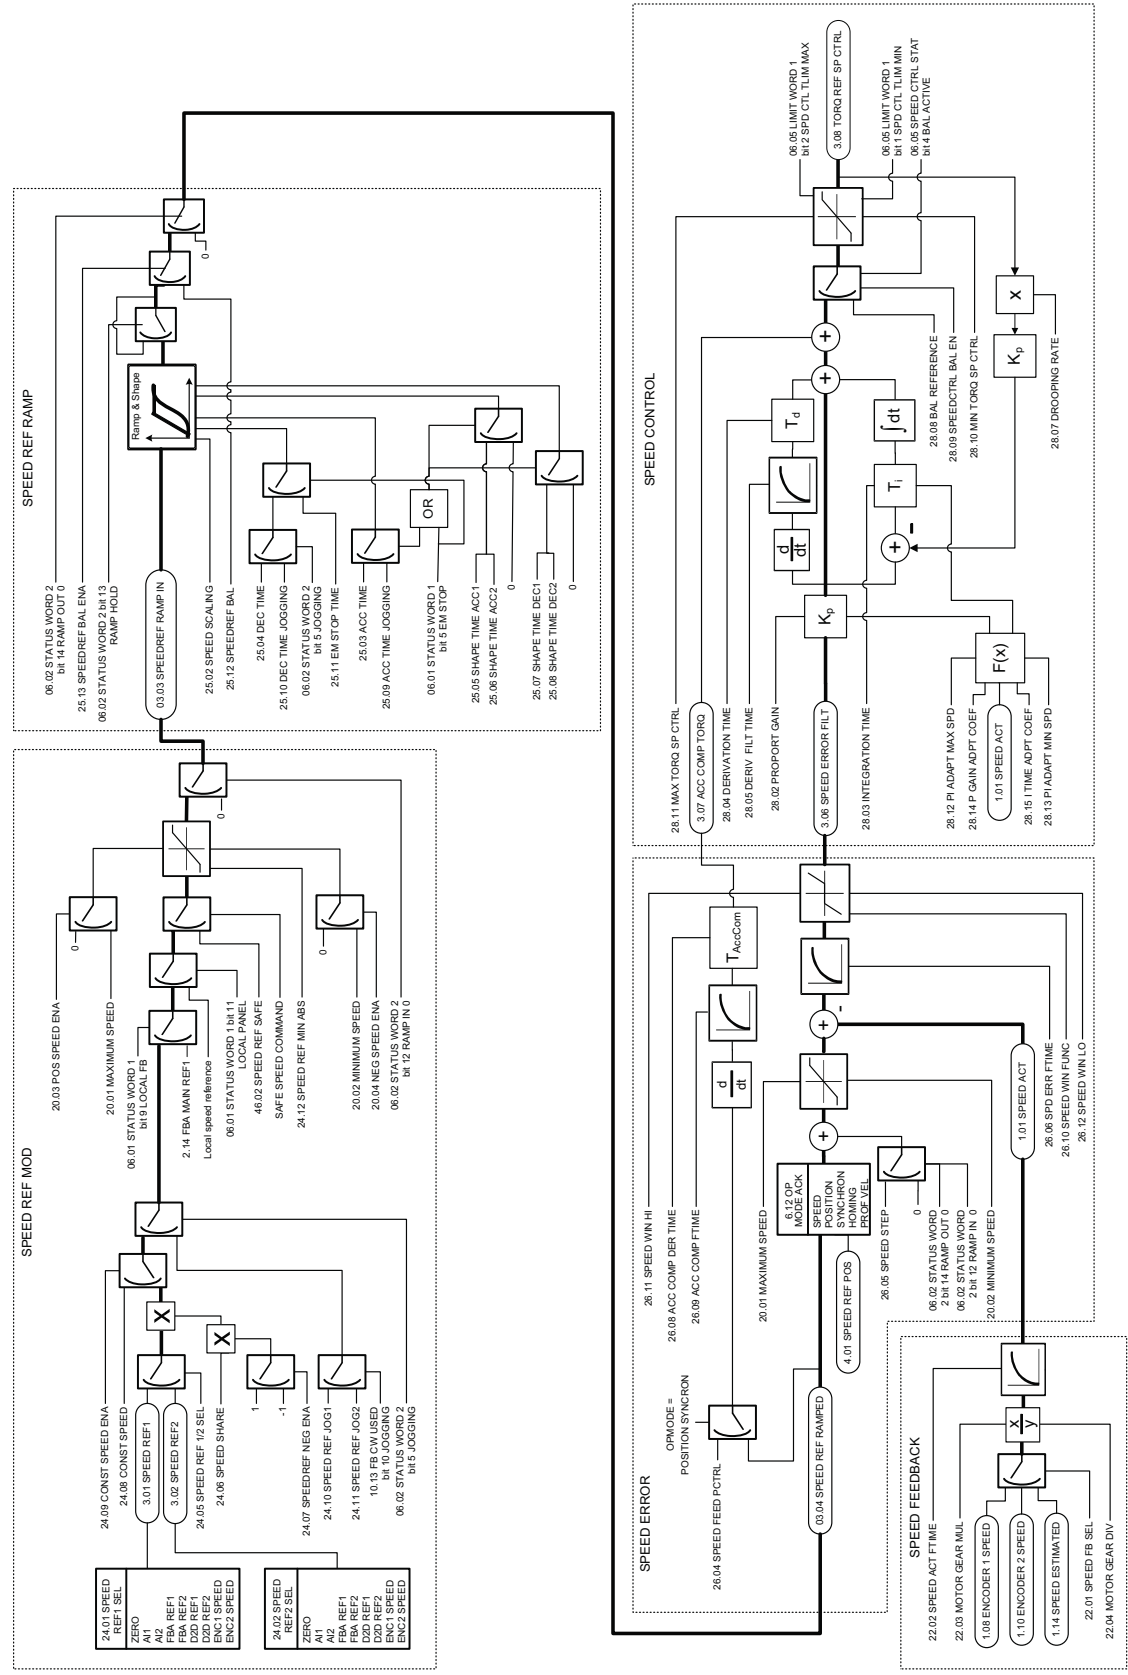 SPEED REF MOD
24.01 SPEED
REF1 SEL
ZERO
AI1
AI2
FBA REF1
FBA REF2
D2D REF1
D2D REF2
ENC1 SPEED
ENC2 SPEED
24.02 SPEED
REF2 SEL
ZERO
AI1
AI2
FBA REF1
FBA REF2
D2D REF1
D2D REF2
ENC1 SPEED
ENC2 SPEED
24.09 CONST SPEED ENA
24.08 CONST SPEED
3.01 SPEED REF1
3.02 SPEED REF2
24.05 SPEED REF 1/2 SEL
24.06 SPEED SHARE
1
-1
24.07 SPEEDREF NEG ENA
24.10 SPEED REF JOG1
24.11 SPEED REF JOG2
10.13 FB CW USED
bit 10 JOGGING
06.02 STATUS WORD 2
bit 5 JOGGING
X
X
20.03 POS SPEED ENA
0
20.01 MAXIMUM SPEED
06.01 STATUS WORD 1
bit 9 LOCAL FB
2.14 FBA MAIN REF1
Local speed reference
06.01 STATUS WORD 1 bit 11
LOCAL PANEL
46.02 SPEED REF SAFE
SAFE SPEED COMMAND
24.12 SPEED REF MIN ABS
0
20.02 MINIMUM SPEED
20.04 NEG SPEED ENA
06.02 STATUS WORD 2
bit 12 RAMP IN 0
0
SPEED REF RAMP
06.02 STATUS WORD 2
bit 14 RAMP OUT 0
25.13 SPEEDREF BAL ENA
06.02 STATUS WORD 2 bit 13
RAMP HOLD
03.03 SPEEDREF RAMP IN
25.02 SPEED SCALING
25.12 SPEEDREF BAL
25.04 DEC TIME
25.10 DEC TIME JOGGING
06.02 STATUS WORD 2
bit 5 JOGGING
25.11 EM STOP TIME
25.03 ACC TIME
25.09 ACC TIME JOGGING
06.01 STATUS WORD 1
bit 5 EM STOP
25.05 SHAPE TIME ACC1
25.06 SHAPE TIME ACC2
0
25.07 SHAPE TIME DEC1
25.08 SHAPE TIME DEC2
0
Ramp & Shape
OR
0
SPEED ERROR
OPMODE =
POSITION SYNCRON
26.04 SPEED FEED PCTRL
03.04 SPEED REF RAMPED
26.11 SPEED WIN HI
26.08 ACC COMP DER TIME
26.09 ACC COMP FTIME
20.01 MAXIMUM SPEED
6.12 OP
MODE ACK
SPEED
POSITION
SYNCHRON
HOMING
PROF VEL
4.01 SPEED REF POS
26.05 SPEED STEP
0
06.02 STATUS WORD
2 bit 14 RAMP OUT 0
06.02 STATUS WORD
2 bit 12 RAMP IN 0
20.02 MINIMUM SPEED
1.01 SPEED ACT
26.06 SPD ERR FTIME
26.10 SPEED WIN FUNC
26.12 SPEED WIN LO
d
dt
TAccCom
+
+
-
SPEED FEEDBACK
22.02 SPEED ACT FTIME
22.03 MOTOR GEAR MUL
1.08 ENCODER 1 SPEED
1.10 ENCODER 2 SPEED
1.14 SPEED ESTIMATED
22.01 SPEED FB SEL
22.04 MOTOR GEAR DIV
x
y
SPEED CONTROL
28.11 MAX TORQ SP CTRL
3.07 ACC COMP TORQ
28.04 DERIVATION TIME
28.05 DERIV FILT TIME
28.02 PROPORT GAIN
3.06 SPEED ERROR FILT
28.03 INTEGRATION TIME
28.12 PI ADAPT MAX SPD
28.14 P GAIN ADPT COEF
1.01 SPEED ACT
28.15 I TIME ADPT COEF
28.13 PI ADAPT MIN SPD
Kp
F(x)
d
dt
Td
+
-
Ti
∫dt
+
+
28.08 BAL REFERENCE
28.09 SPEEDCTRL BAL EN
28.10 MIN TORQ SP CTRL
Kp
x
28.07 DROOPING RATE
06.05 LIMIT WORD 1
bit 2 SPD CTL TLIM MAX
3.08 TORQ REF SP CTRL
06.05 LIMIT WORD 1
bit 1 SPD CTL TLIM MIN
06.05 SPEED CTRL STAT
bit 4 BAL ACTIVE